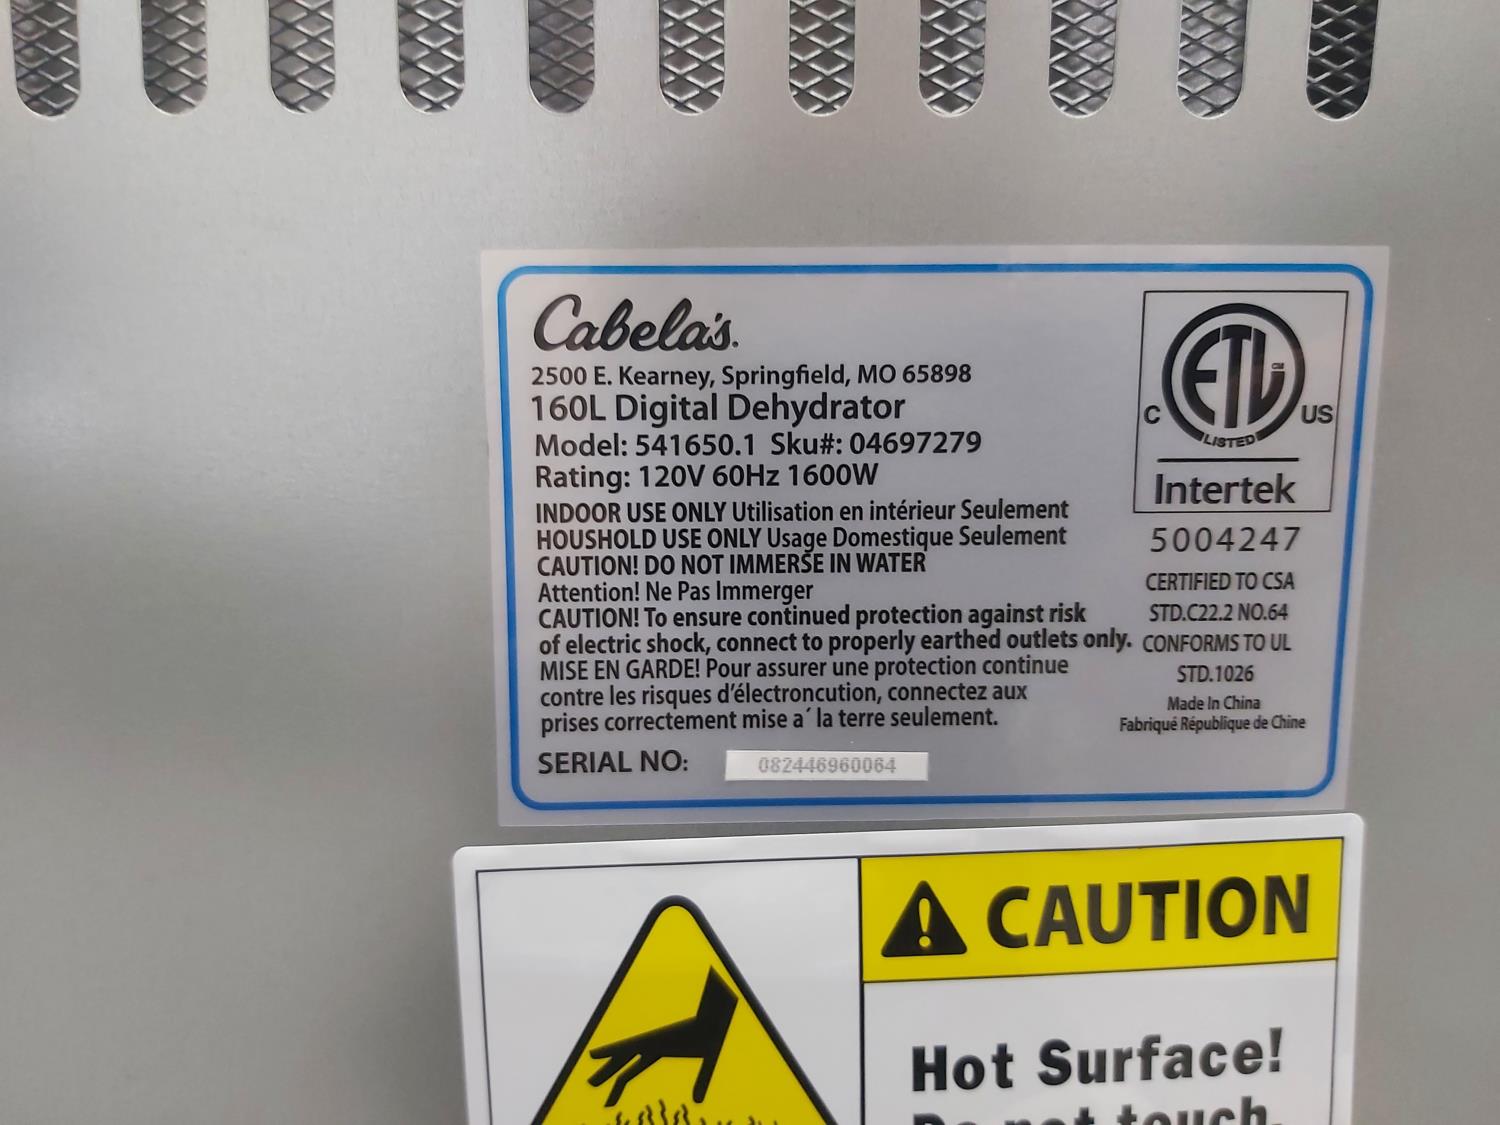 Cabela's.
2500 E. Kearney, Springfield, MO 65898
160L Digital Dehydrator
Model: 541650.1 Sku#: 04697279
Rating: 120V 60Hz 1600W
INDOOR USE ONLY Utilisation en intérieur Seulement
HOUSHOLD USE ONLY Usage Domestique Seulement
CAUTION! DO NOT IMMERSE IN WATER
Attention! Ne Pas Immerger
CAUTION! To ensure continued protection against risk
of electric shock, connect to properly earthed outlets only.
MISE EN GARDE! Pour assurer une protection continue
contre les risques d'électroncution, connectez aux
prises correctement mise a´ la terre seulement.
SERIAL NO: 082446960064
ETL CM
C US
LISTED
Intertek
5004247
CERTIFIED TO CSA
STD.C22.2 NO.64
CONFORMS TO UL
STD.1026
Made In China
Fabriqué République de Chine
CAUTION
Hot Surface!
Do not touch.